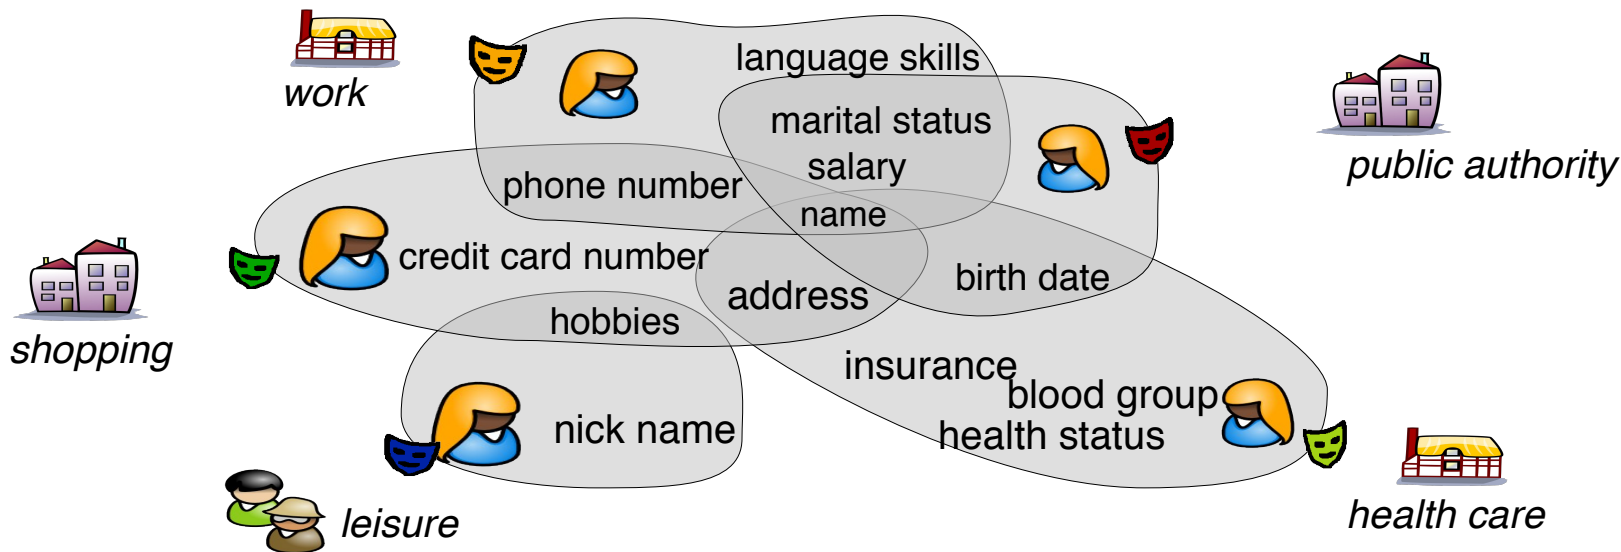 language skills
work
marital status
public authority
salary
phone number
name
credit card number
birth date
address
hobbies
shopping
insurance
blood group
nick name
health status
leisure
health care